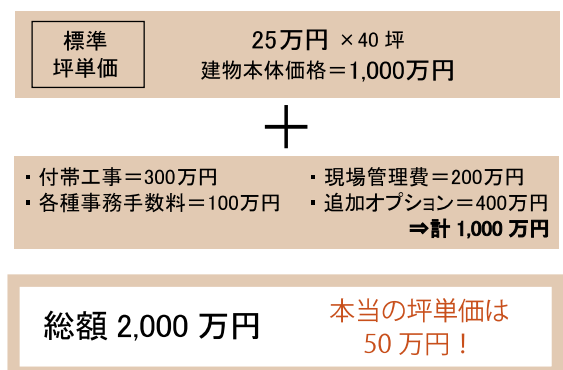 標準
坪単価
25万円 ×40 坪
建物本体価格＝1,000万円
＋
・付帯工事＝300万円
・各種事務手数料＝100万円
・現場管理費＝200万円
・追加オプション＝400万円
⇒計 1,000 万円
総額 2,000 万円
本当の坪単価は
50 万円！